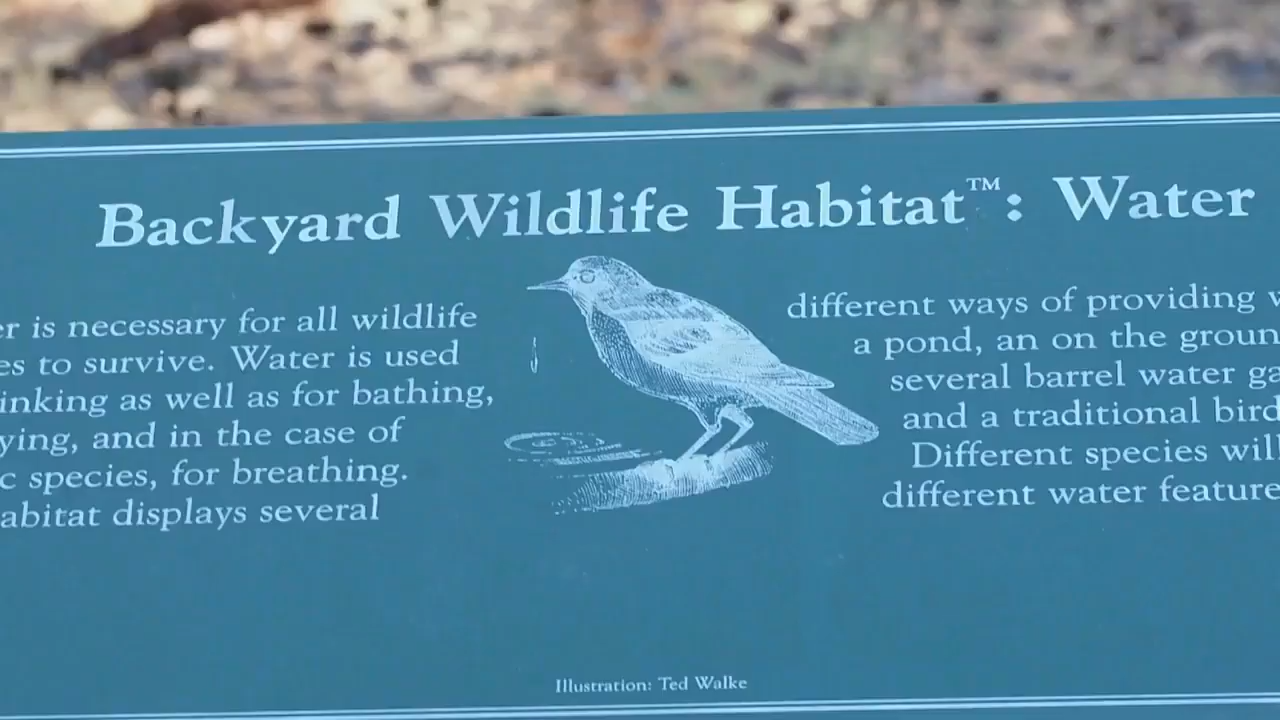 Backyard Wildlife Habitat™: Water
er is necessary for all wildlife
es to survive. Water is used
inking as well as for bathing,
ying, and in the case of
c species, for breathing.
abitat displays several
different ways of providing w
a pond, an on the groun
several barrel water ga
and a traditional bird
Different species will
different water feature
Illustration: Ted Walke